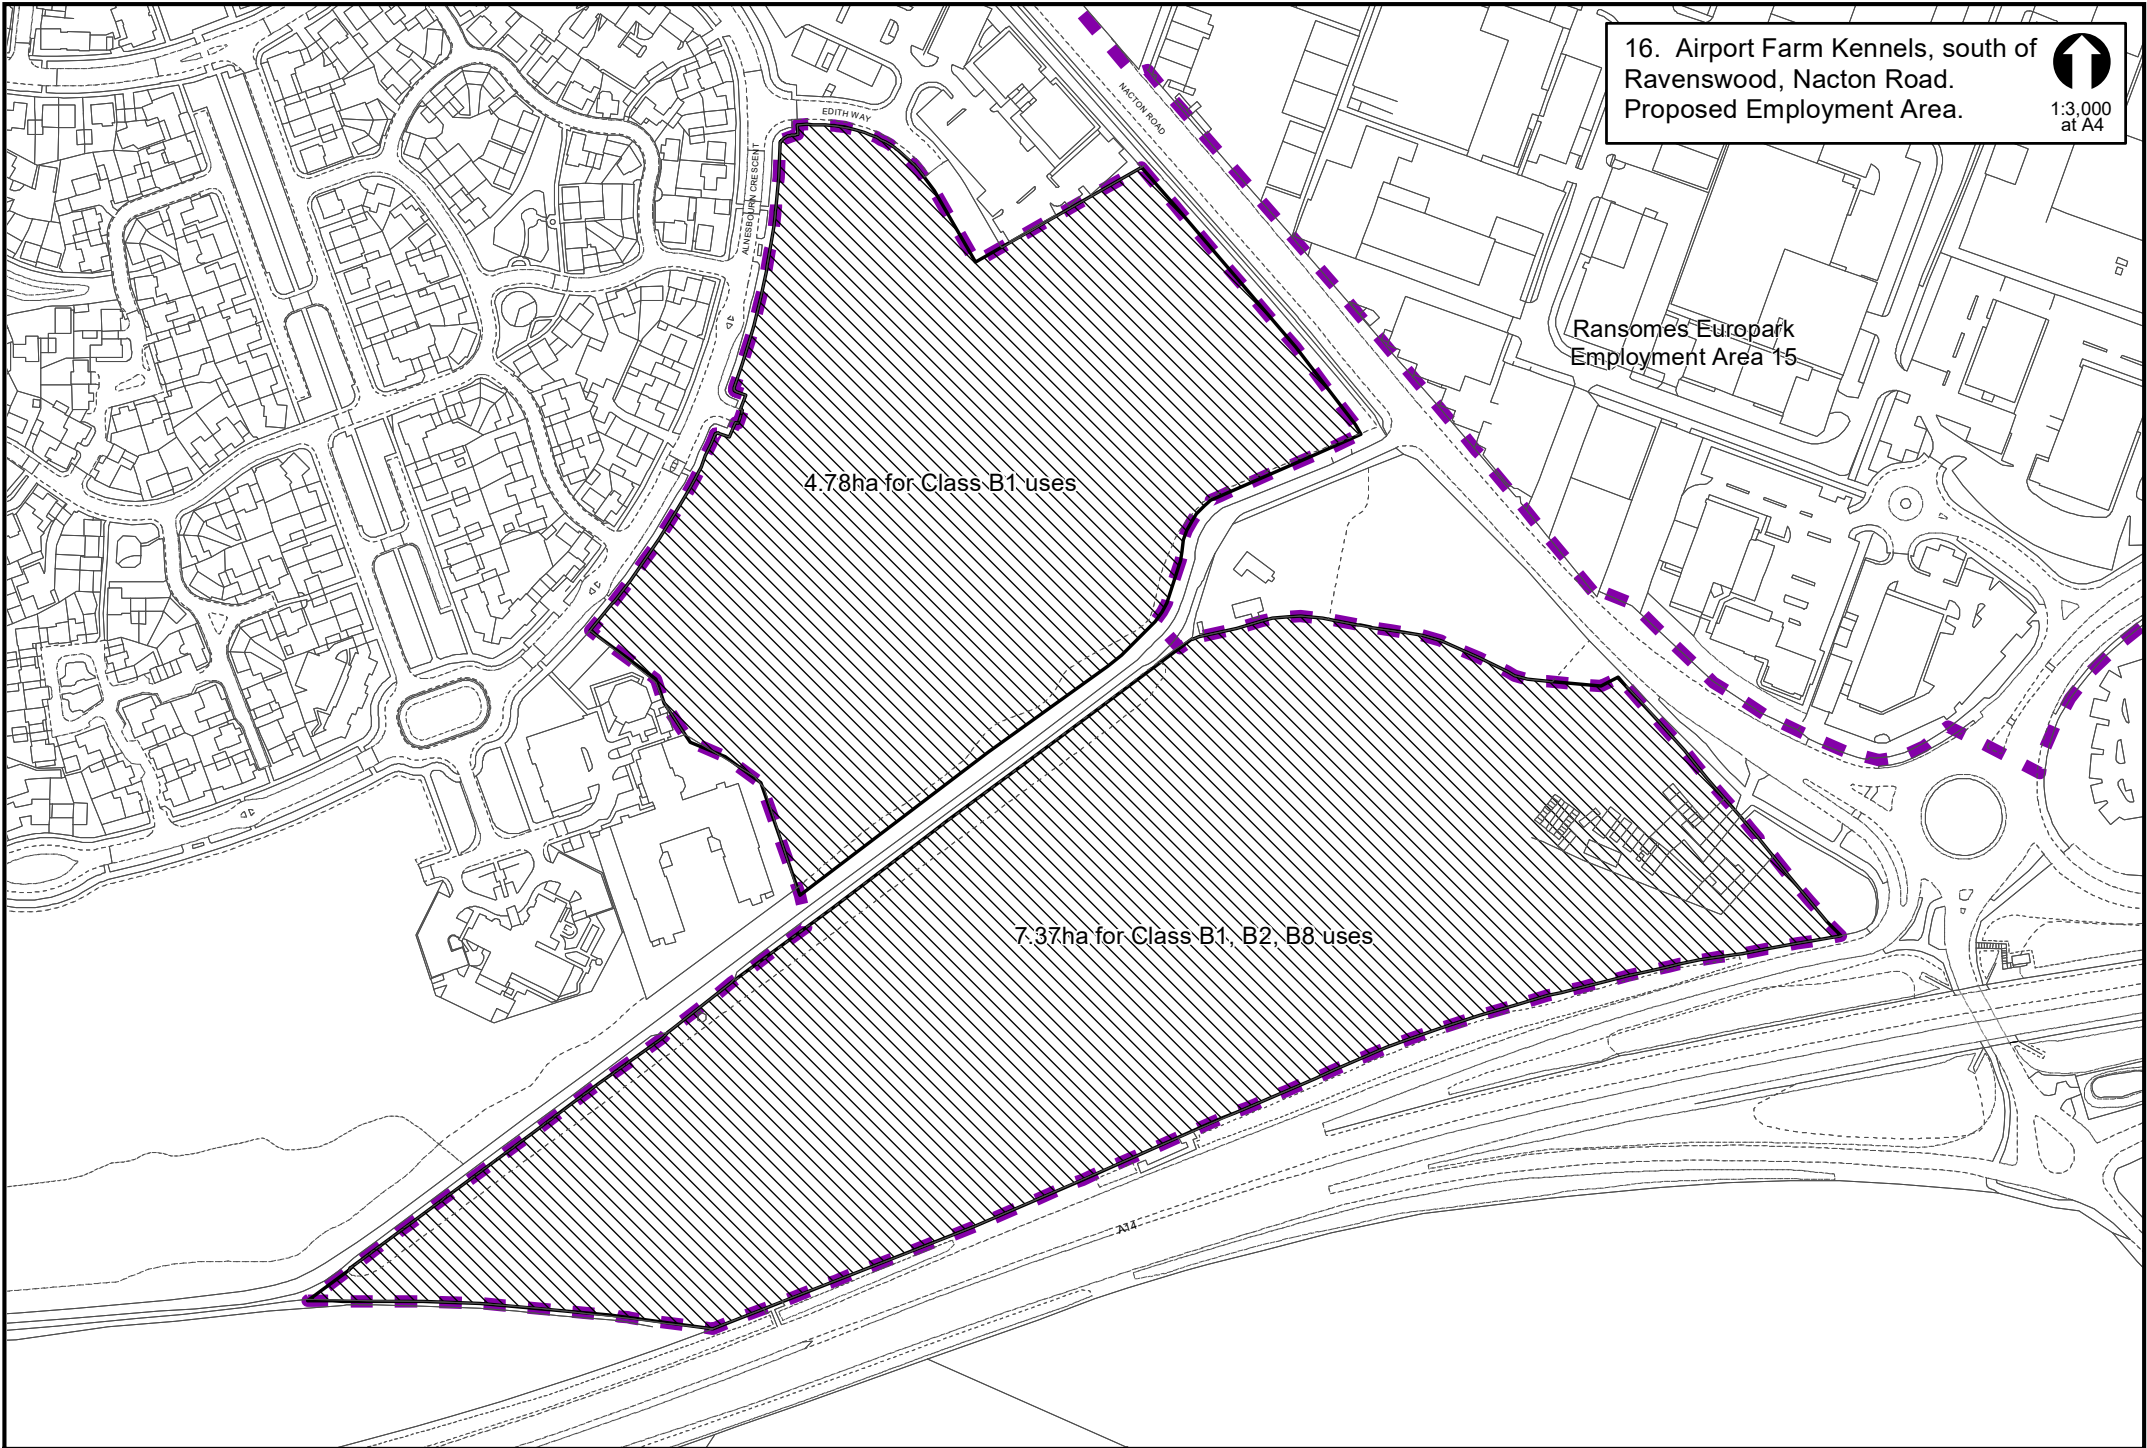 16. Airport Farm Kennels, south of
Ravenswood, Nacton Road.
Proposed Employment Area.
1:3,000
at A4
EDITH WAY
NACTON ROAD
ALNESBOURN CRESCENT
Ransomes Europark
Employment Area 15
4.78ha for Class B1 uses
7.37ha for Class B1, B2, B8 uses
A14